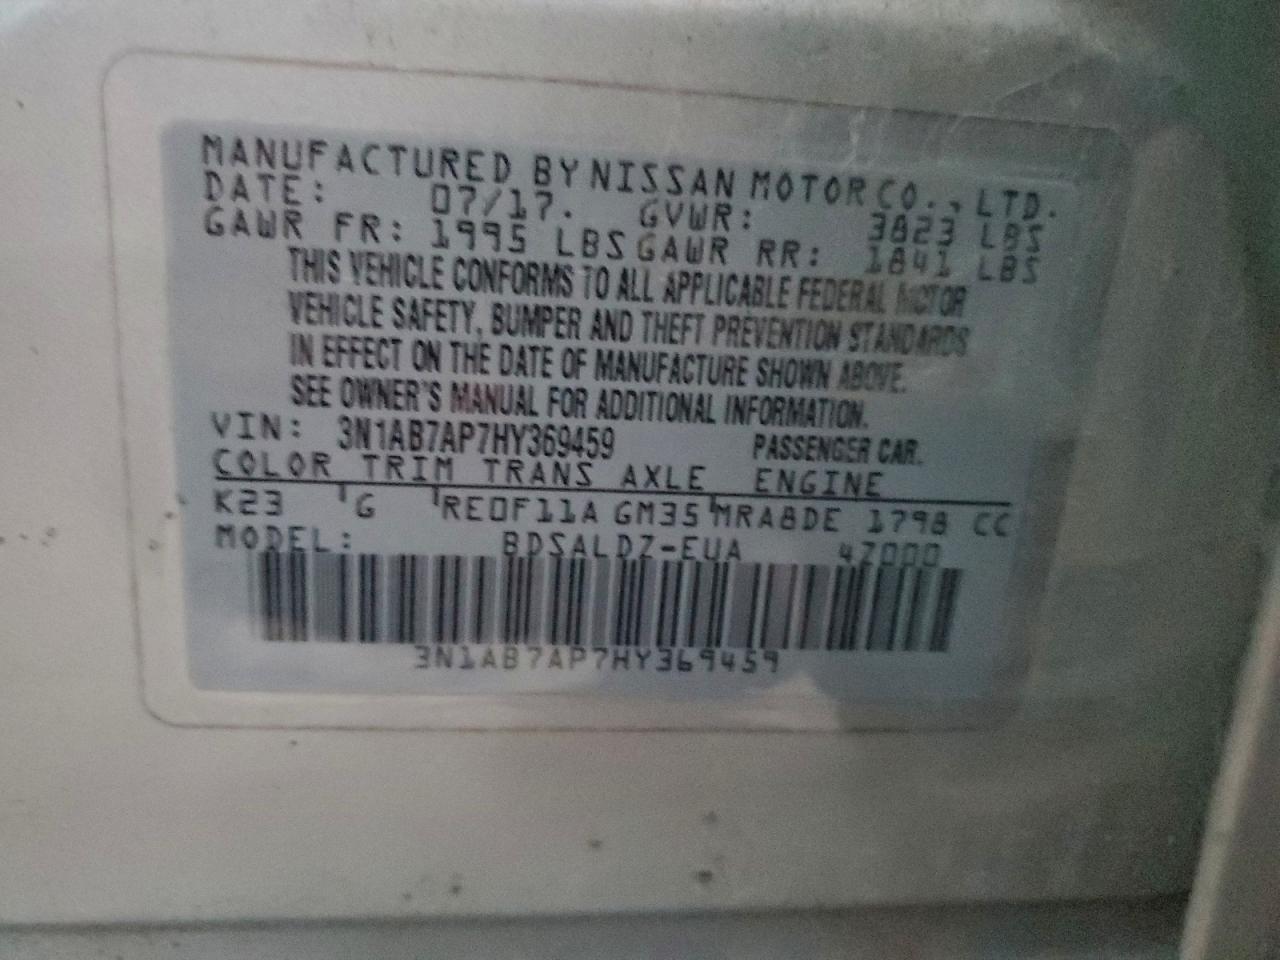 MANUFACTURED BY NISSAN MOTOR CO., LTD.
DATE: 07/17. GVWR: 3823 LBS
GAWR FR: 1995 LBS GAWR RR: 1841 LBS
THIS VEHICLE CONFORMS TO ALL APPLICABLE FEDERAL MOTOR
VEHICLE SAFETY, BUMPER AND THEFT PREVENTION STANDARDS
IN EFFECT ON THE DATE OF MANUFACTURE SHOWN ABOVE.
SEE OWNER'S MANUAL FOR ADDITIONAL INFORMATION.
VIN: 3N1AB7AP7HY369459 PASSENGER CAR.
COLOR TRIM TRANS AXLE ENGINE
K23 G RE0F11A GM35 MRA8DE 1798 CC
MODEL: BDSALDZ-EUA 4Z000
3N1AB7AP7HY369459